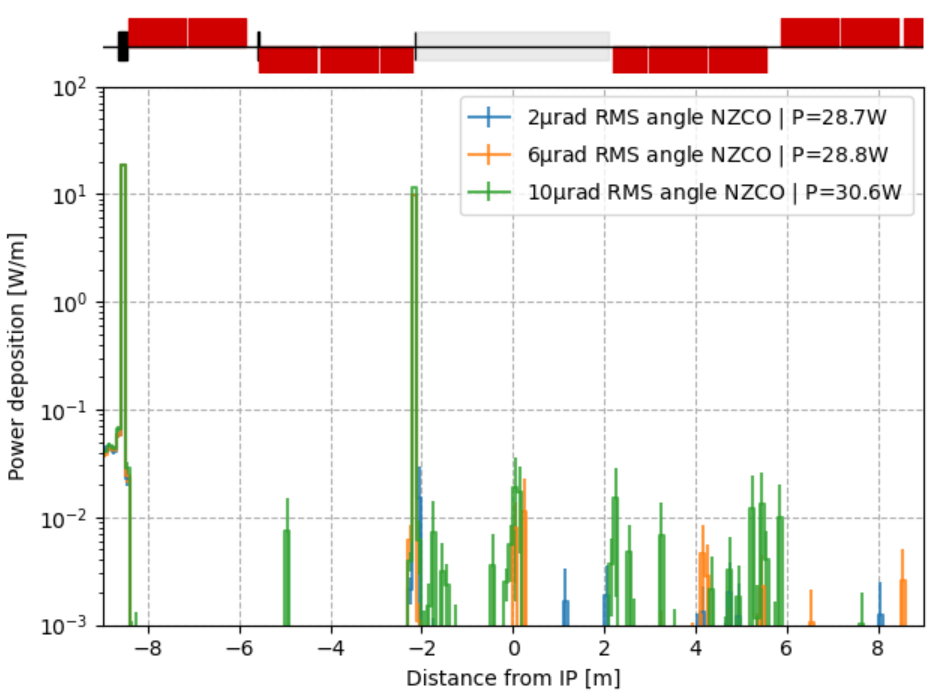 10²
2μrad RMS angle NZCO | P=28.7W
6μrad RMS angle NZCO | P=28.8W
10μrad RMS angle NZCO | P=30.6W
10¹
10⁰
10⁻¹
10⁻²
10⁻³
Power deposition [W/m]
−8 −6 −4 −2 0 2 4 6 8
Distance from IP [m]